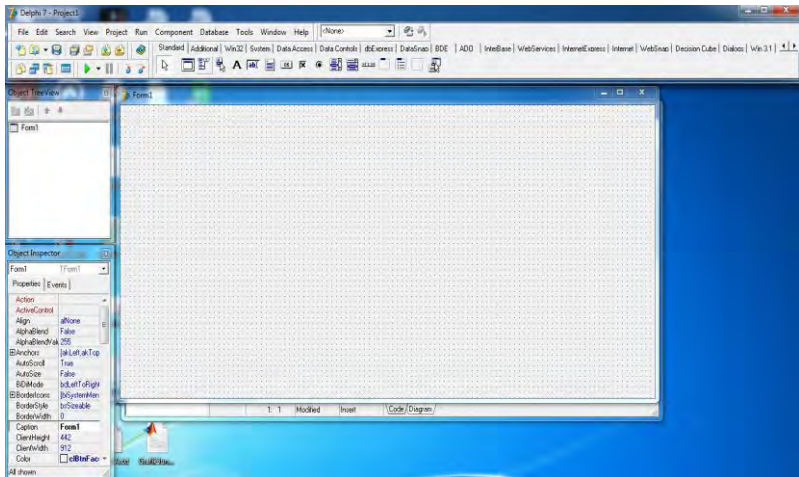 Delphi 7 - Project1
File Edit Search View Project Run Component Database Tools Window Help <None>
Standard Additional Win32 System Data Access Data Controls dbExpress DataSnap BDE ADO InterBase WebServices InternetExpress Internet WebSnap Decision Cube Dialogs Win 3.1
Object TreeView
Form1
Form1
Object Inspector
Form1 TForm1
Properties Events
Action
ActiveControl
Align alNone
AlphaBlend False
AlphaBlendVal 255
Anchors [akLeft,akTop
AutoScroll True
AutoSize False
BiDiMode bdLeftToRight
BorderIcons [biSystemMen
BorderStyle bsSizeable
BorderWidth 0
Caption Form1
ClientHeight 442
ClientWidth 912
Color clBtnFac
All shown
1: 1 Modified Insert Code Diagram